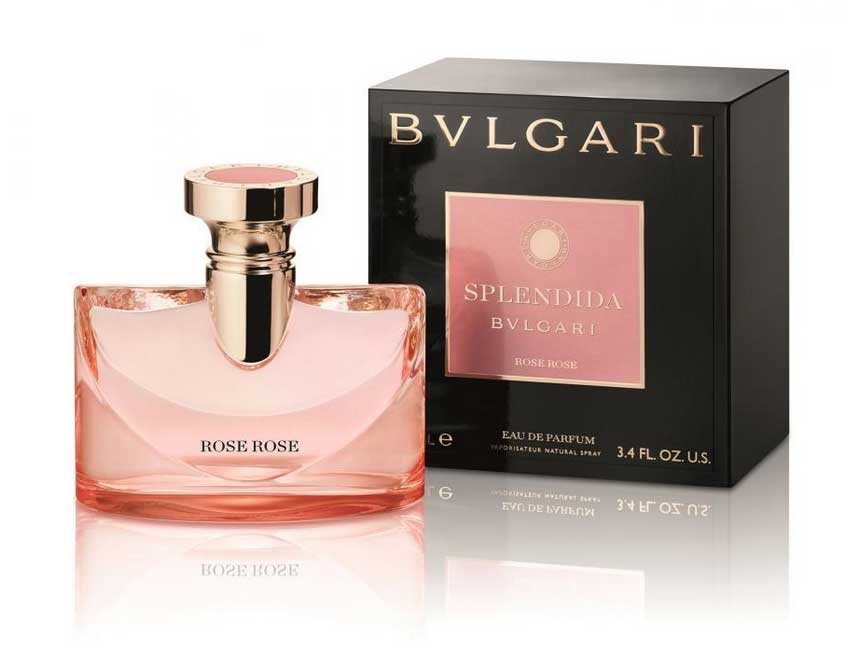 BVLGARI
SPLENDIDA
BVLGARI
ROSE ROSE
EAU DE PARFUM
VAPORISATEUR NATURAL SPRAY
3.4 FL. OZ. U.S.
L e
ROSE ROSE